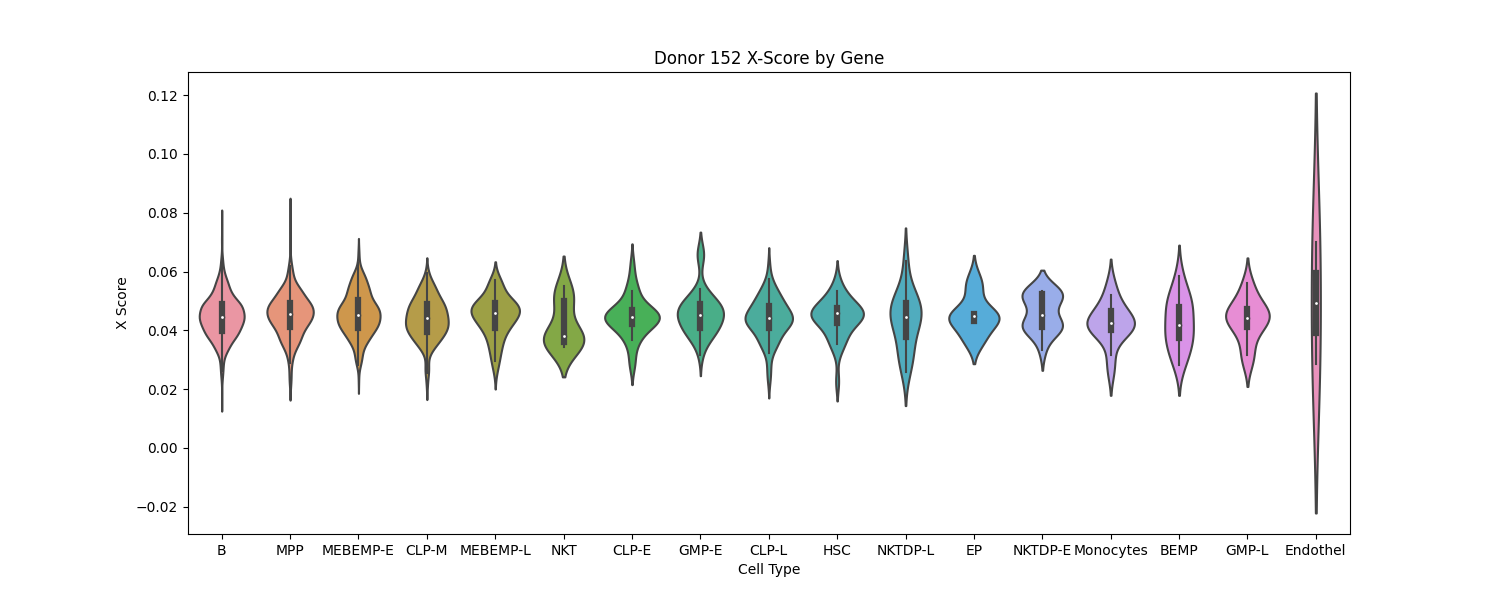 Donor 152 X-Score by Gene
X Score
0.12
0.10
0.08
0.06
0.04
0.02
0.00
−0.02
B MPP MEBEMP-E CLP-M MEBEMP-L NKT CLP-E GMP-E CLP-L HSC NKTDP-L EP NKTDP-E Monocytes BEMP GMP-L Endothel
Cell Type